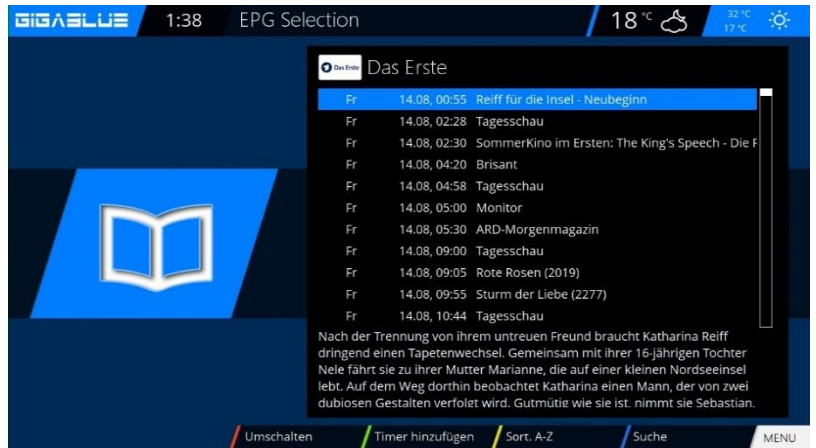 GIGABLUE 1:38 EPG Selection 18 °C 32 °C
17 °C
Das Erste Das Erste
Fr 14.08, 00:55 Reiff für die Insel - Neubeginn
Fr 14.08, 02:28 Tagesschau
Fr 14.08, 02:30 SommerKino im Ersten: The King's Speech - Die
Fr 14.08, 04:20 Brisant
Fr 14.08, 04:58 Tagesschau
Fr 14.08, 05:00 Monitor
Fr 14.08, 05:30 ARD-Morgenmagazin
Fr 14.08, 09:00 Tagesschau
Fr 14.08, 09:05 Rote Rosen (2019)
Fr 14.08, 09:55 Sturm der Liebe (2277)
Fr 14.08, 10:44 Tagesschau
Nach der Trennung von ihrem untreuen Freund braucht Katharina Reiff
dringend einen Tapetenwechsel. Gemeinsam mit ihrer 16-jährigen Tochter
Nele fährt sie zu ihrer Mutter Marianne, die auf einer kleinen Nordseeinsel
lebt. Auf dem Weg dorthin beobachtet Katharina einen Mann, der von zwei
dubiosen Gestalten verfolgt wird. Gutmütig wie sie ist, nimmt sie Sebastian,
Umschalten Timer hinzufügen Sort. A-Z Suche MENU